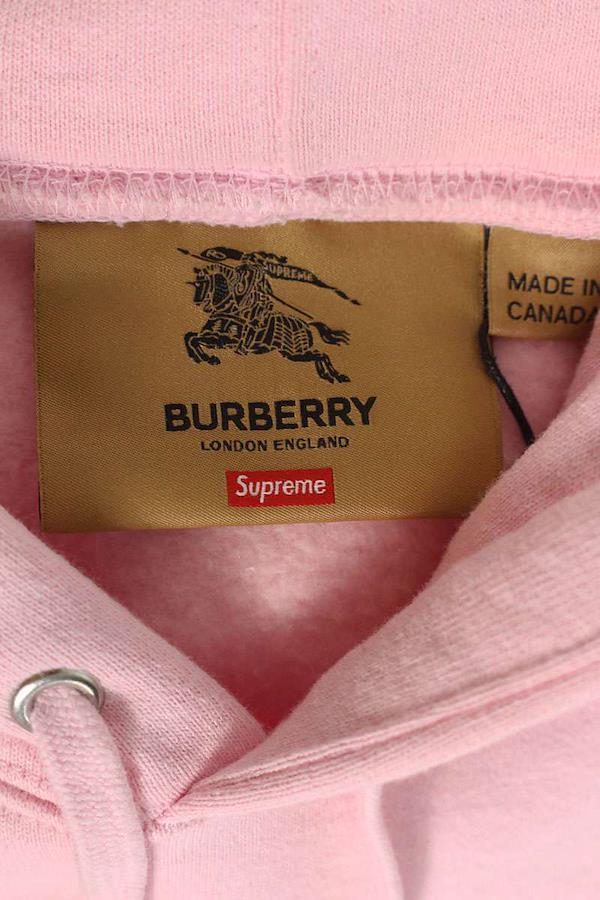 SUPREME
BURBERRY
LONDON ENGLAND
Supreme
MADE IN
CANADA